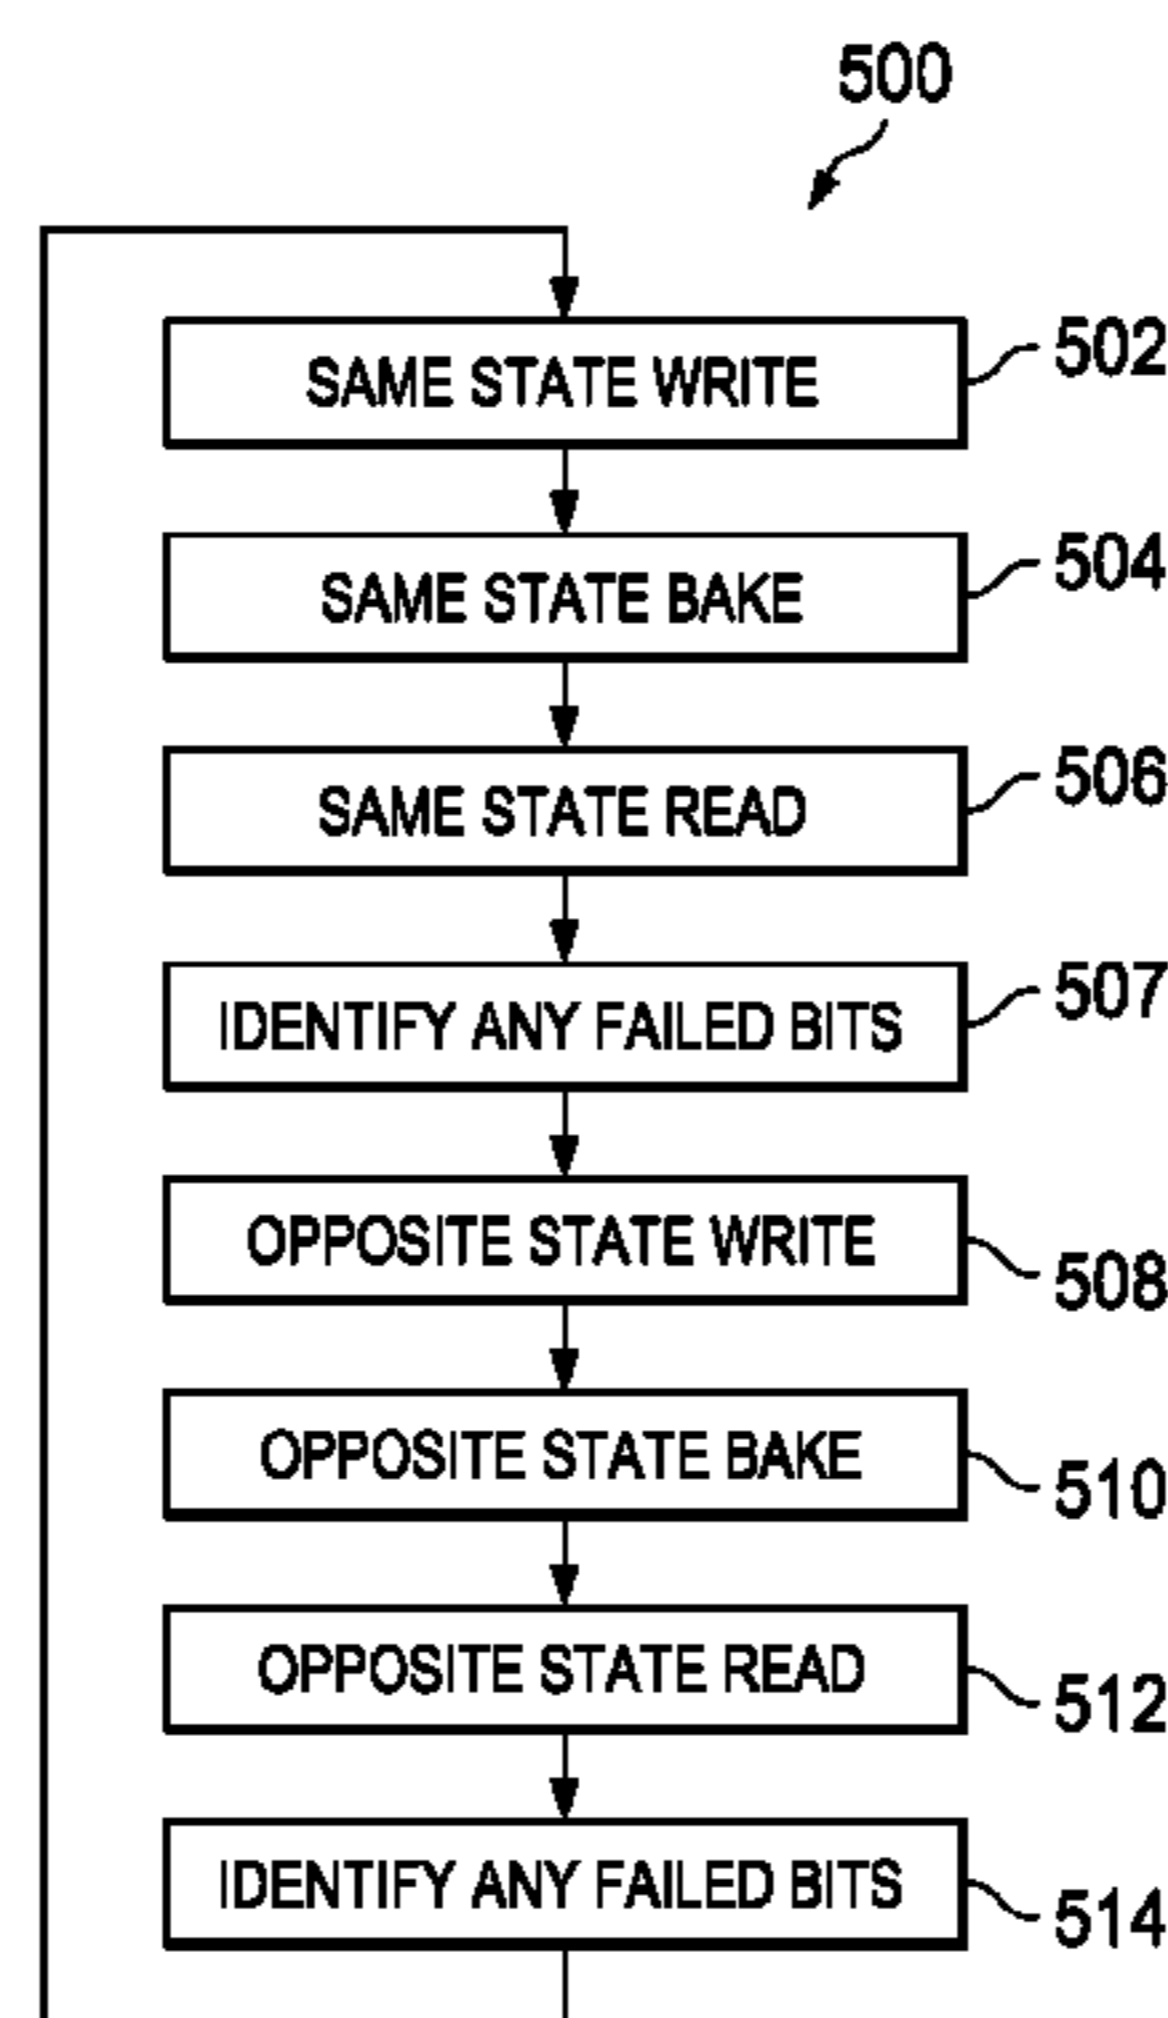 500
SAME STATE WRITE 502
SAME STATE BAKE 504
SAME STATE READ 506
IDENTIFY ANY FAILED BITS 507
OPPOSITE STATE WRITE 508
OPPOSITE STATE BAKE 510
OPPOSITE STATE READ 512
IDENTIFY ANY FAILED BITS 514